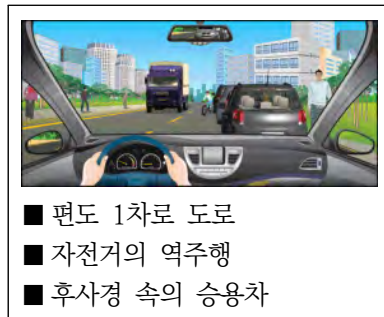 ■ 편도 1차로 도로
■ 자전거의 역주행
■ 후사경 속의 승용차